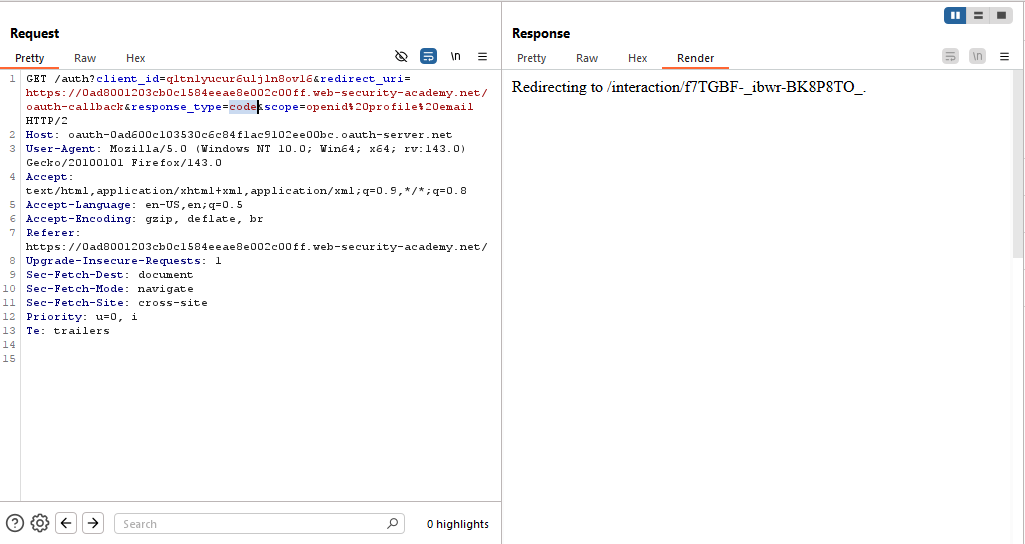 Request
Pretty Raw Hex
\n
1 GET /auth?client_id=qltnlyucur6uljln8ovl6&redirect_uri=
https://0ad8001203cb0c1584eeae8e002c00ff.web-security-academy.net/
oauth-callback&response_type=code&scope=openid%20profile%20email
HTTP/2
2 Host: oauth-0ad600c103530c6c84f1ac9102ee00bc.oauth-server.net
3 User-Agent: Mozilla/5.0 (Windows NT 10.0; Win64; x64; rv:143.0)
Gecko/20100101 Firefox/143.0
4 Accept:
text/html,application/xhtml+xml,application/xml;q=0.9,*/*;q=0.8
5 Accept-Language: en-US,en;q=0.5
6 Accept-Encoding: gzip, deflate, br
7 Referer:
https://0ad8001203cb0c1584eeae8e002c00ff.web-security-academy.net/
8 Upgrade-Insecure-Requests: 1
9 Sec-Fetch-Dest: document
10 Sec-Fetch-Mode: navigate
11 Sec-Fetch-Site: cross-site
12 Priority: u=0, i
13 Te: trailers
14
15
Search
0 highlights
Response
Pretty Raw Hex Render
\n
Redirecting to /interaction/f7TGBF-_ibwr-BK8P8TO_.